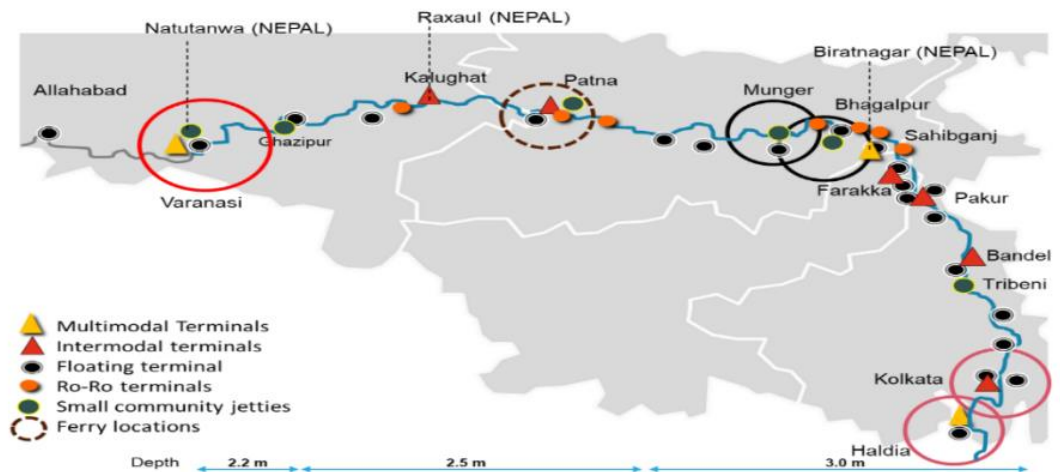 Raxaul (NEPAL)
Natutanwa (NEPAL)
Biratnagar (NEPAL)
Kalughat
Patna
Allahabad
Munger
Bhagalpur
Ghazipur
Sahibganj
Varanasi
Farakka
Pakur
Bandel
Tribeni
Multimodal Terminals
Intermodal terminals
Floating terminal
Ro-Ro terminals
Small community jetties
Ferry locations
Kolkata
Haldia
Depth 2.2 m 2.5 m 3.0 m